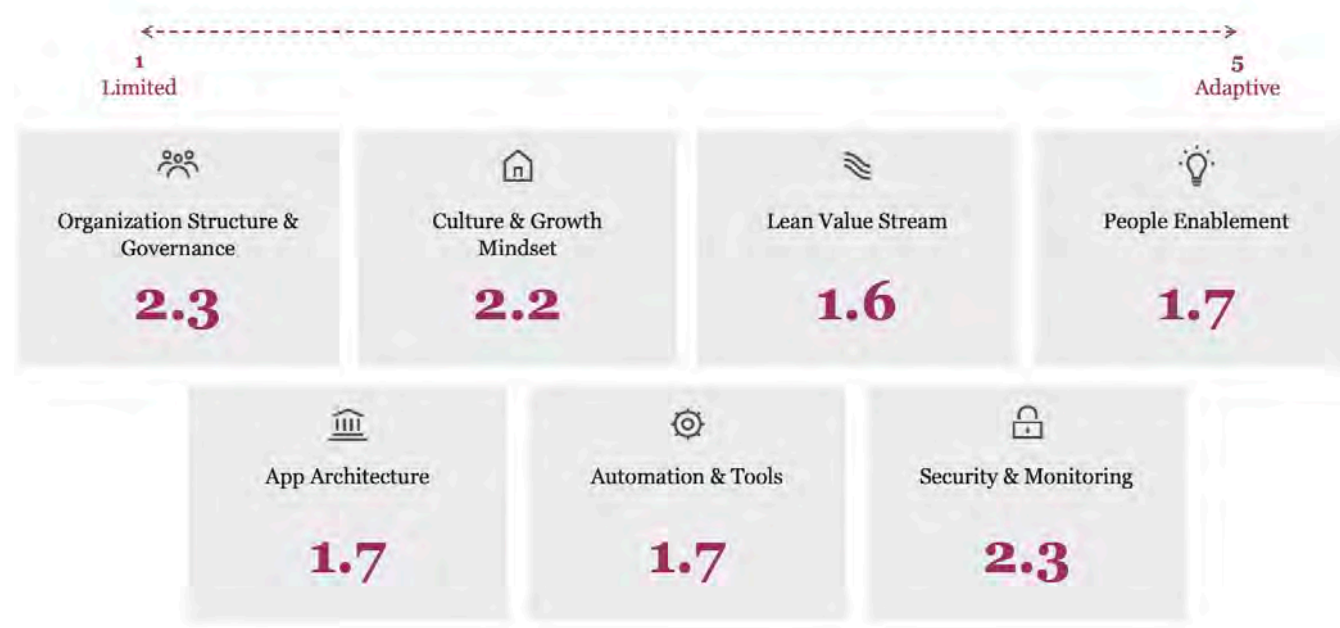 1
Limited
5
Adaptive
Organization Structure &
Governance
2.3
Culture & Growth
Mindset
2.2
Lean Value Stream
1.6
People Enablement
1.7
App Architecture
1.7
Automation & Tools
1.7
Security & Monitoring
2.3